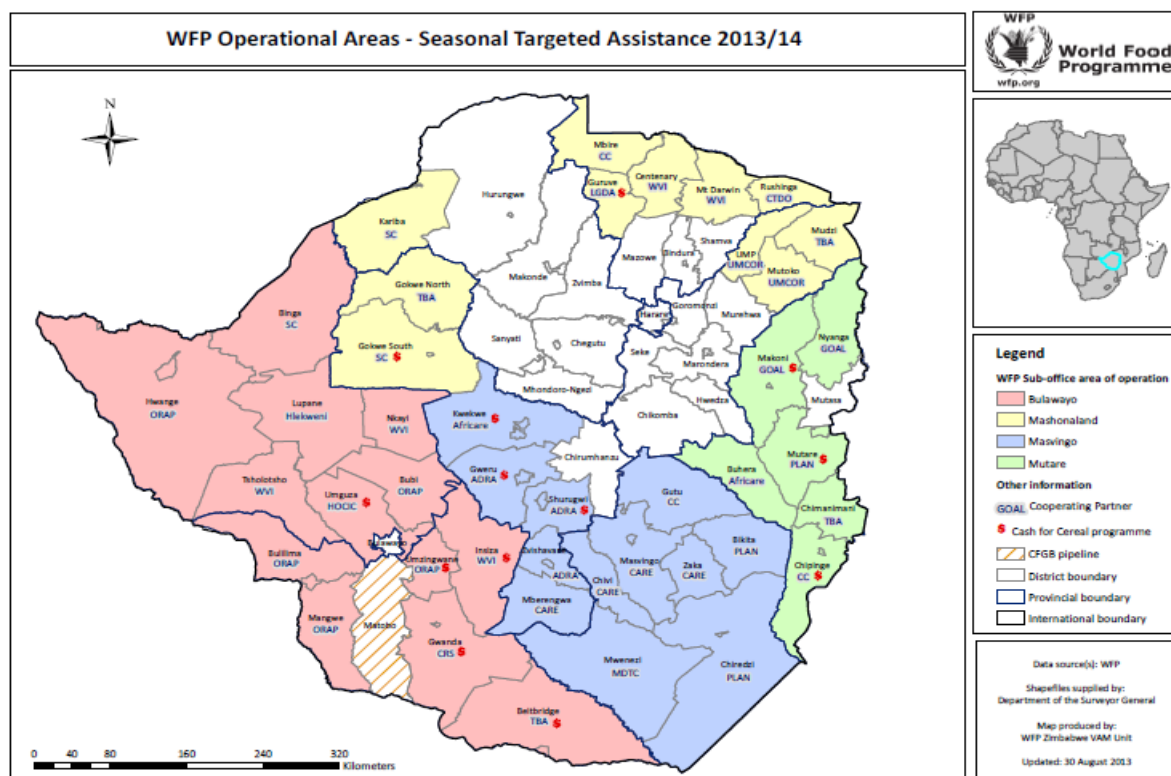 WFP Operational Areas - Seasonal Targeted Assistance 2013/14
WFP
wfp.org
World Food
Programme
N
Mbire
CC
Guruve
LGDA $
Centenary
WVI
Mt Darwin
WVI
Rushinga
CTDO
Hurungwe
Kariba
SC
Mudzi
TBA
UMP
UMCOR
Mutoko
UMCOR
Shamva
Bindura
Mazowe
Makonde
Zvimba
Gokwe North
TBA
Binga
SC
Goromonzi
Murehwa
Harare
Nyanga
GOAL
Makoni
GOAL $
Gokwe South
SC $
Sanyati
Chegutu
Seke
Marondera
Mutasa
Mhondoro-Ngezi
Hwedza
Chikomba
Hwange
ORAP
Lupane
Hlekweni
Nkayi
WVI
Kwekwe
Africare $
Chirumhanzu
Mutare
PLAN $
Buhera
Africare
Gweru
ADRA $
Tsholotsho
WVI
Umguza
HOCIC $
Bubi
ORAP
Shurugwi
ADRA $
Gutu
CC
Chimanimani
TBA
Bulawayo
Bulilima
ORAP
Umzingwane
ORAP $
Insiza
WVI $
Zvishavane
ADRA
Masvingo
CARE
Zaka
CARE
Bikita
PLAN
Chipinge
CC $
Chivi
CARE
Mberengwa
CARE
Mangwe
ORAP
Matobo
Gwanda
CRS $
Mwenezi
MDTC
Chiredzi
PLAN
Beitbridge
TBA $
0 40 80 160 240 320
Kilometers
Legend
WFP Sub-office area of operation
Bulawayo
Mashonaland
Masvingo
Mutare
Other information
GOAL Cooperating Partner
$ Cash for Cereal programme
CFGB pipeline
District boundary
Provincial boundary
International boundary
Data source(s): WFP
Shapefiles supplied by:
Department of the Surveyor General
Map produced by:
WFP Zimbabwe VAM Unit
Updated: 30 August 2013